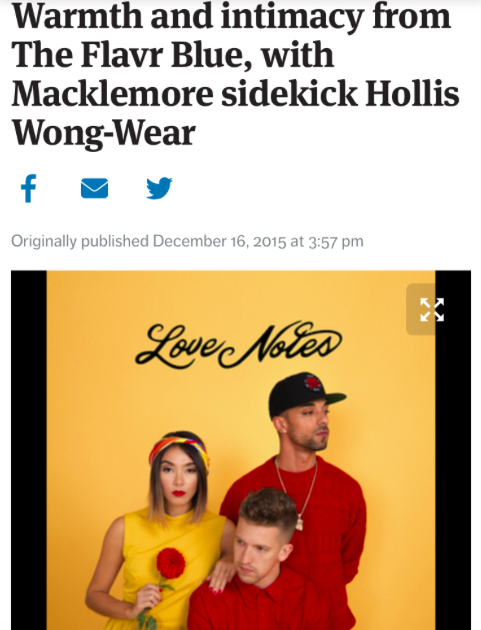 Warmth and intimacy from
The Flavr Blue, with
Macklemore sidekick Hollis
Wong-Wear
Originally published December 16, 2015 at 3:57 pm
Love Notes